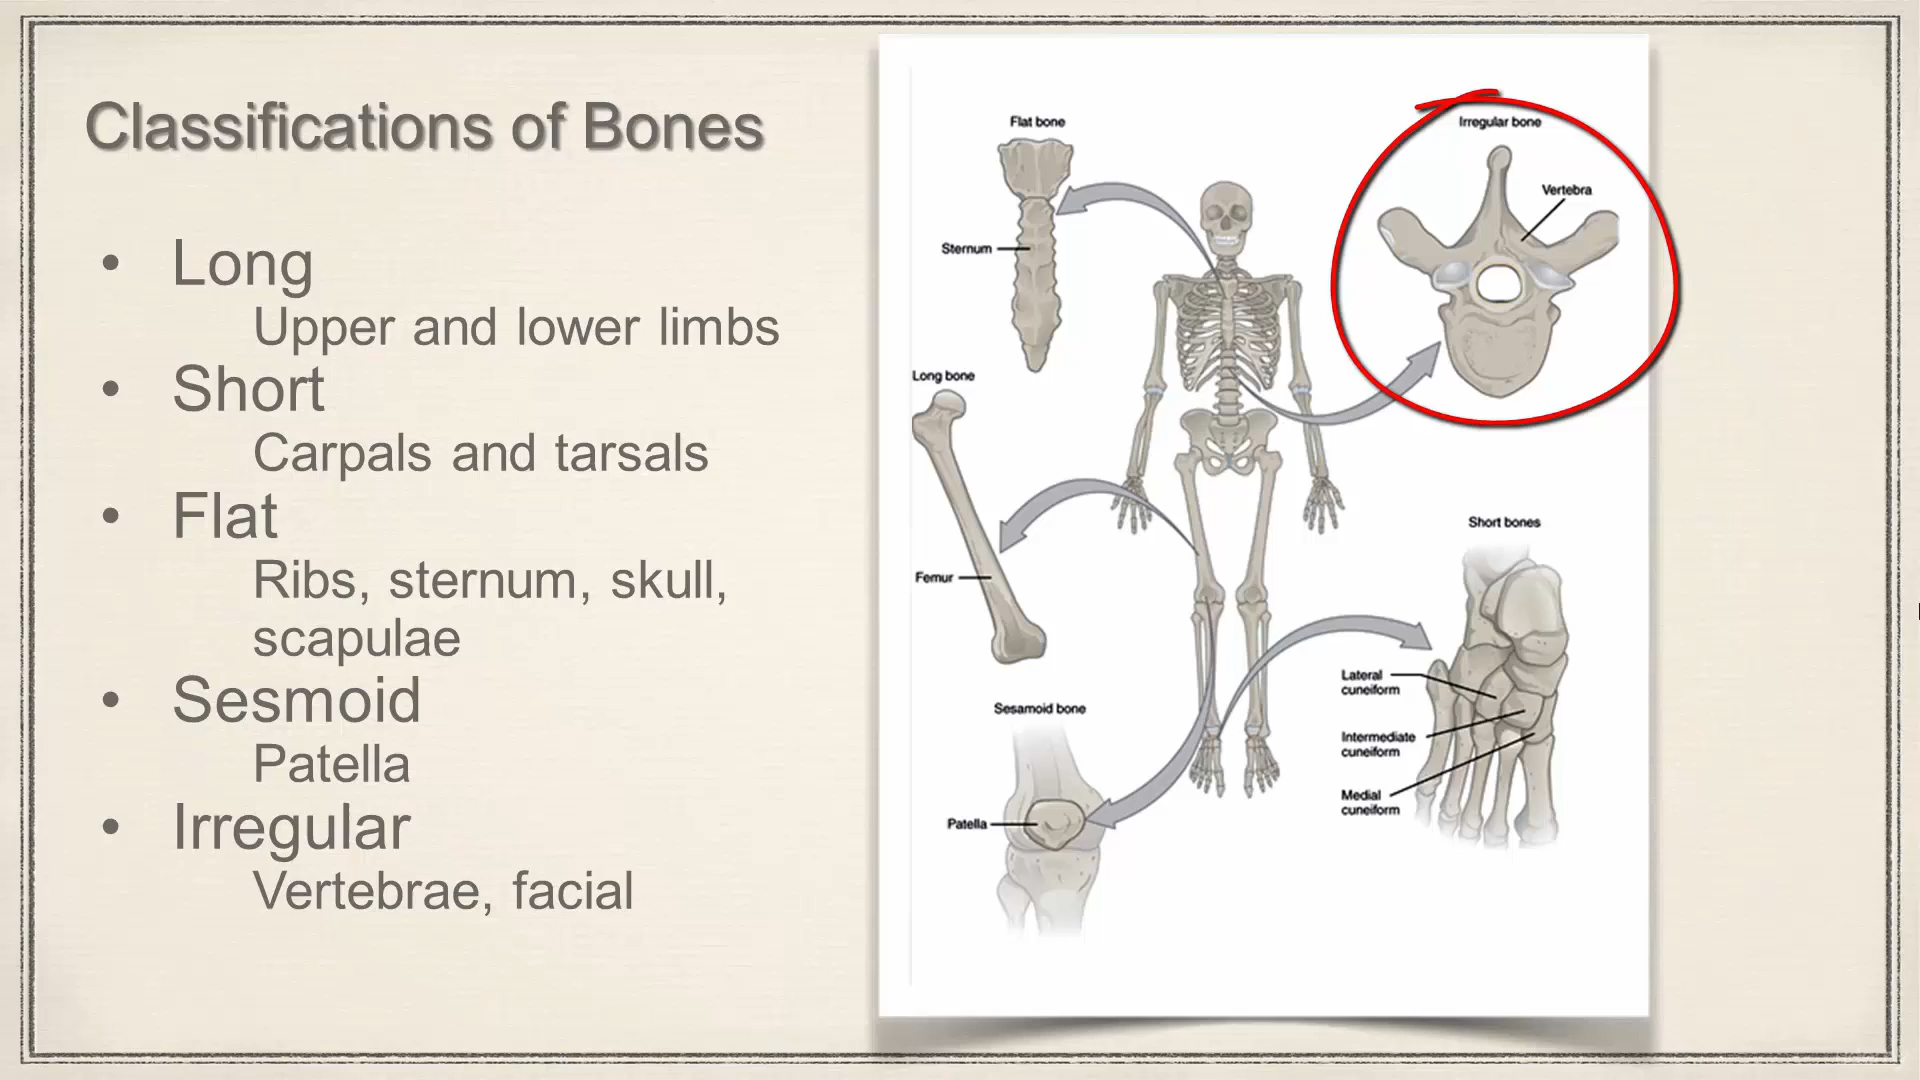 Classifications of Bones
• Long
Upper and lower limbs
• Short
Carpals and tarsals
• Flat
Ribs, sternum, skull,
scapulae
• Sesmoid
Patella
• Irregular
Vertebrae, facial
Flat bone
Sternum
Irregular bone
Vertebra
Long bone
Femur
Short bones
Lateral
cuneiform
Intermediate
cuneiform
Medial
cuneiform
Sesamoid bone
Patella